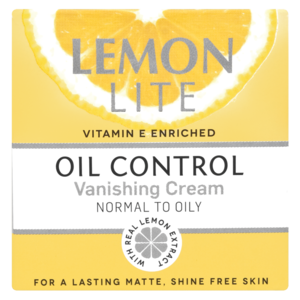 LEMON
LITE
VITAMIN E ENRICHED
OIL CONTROL
Vanishing Cream
NORMAL TO OILY
WITH REAL LEMON EXTRACT
FOR A LASTING MATTE, SHINE FREE SKIN